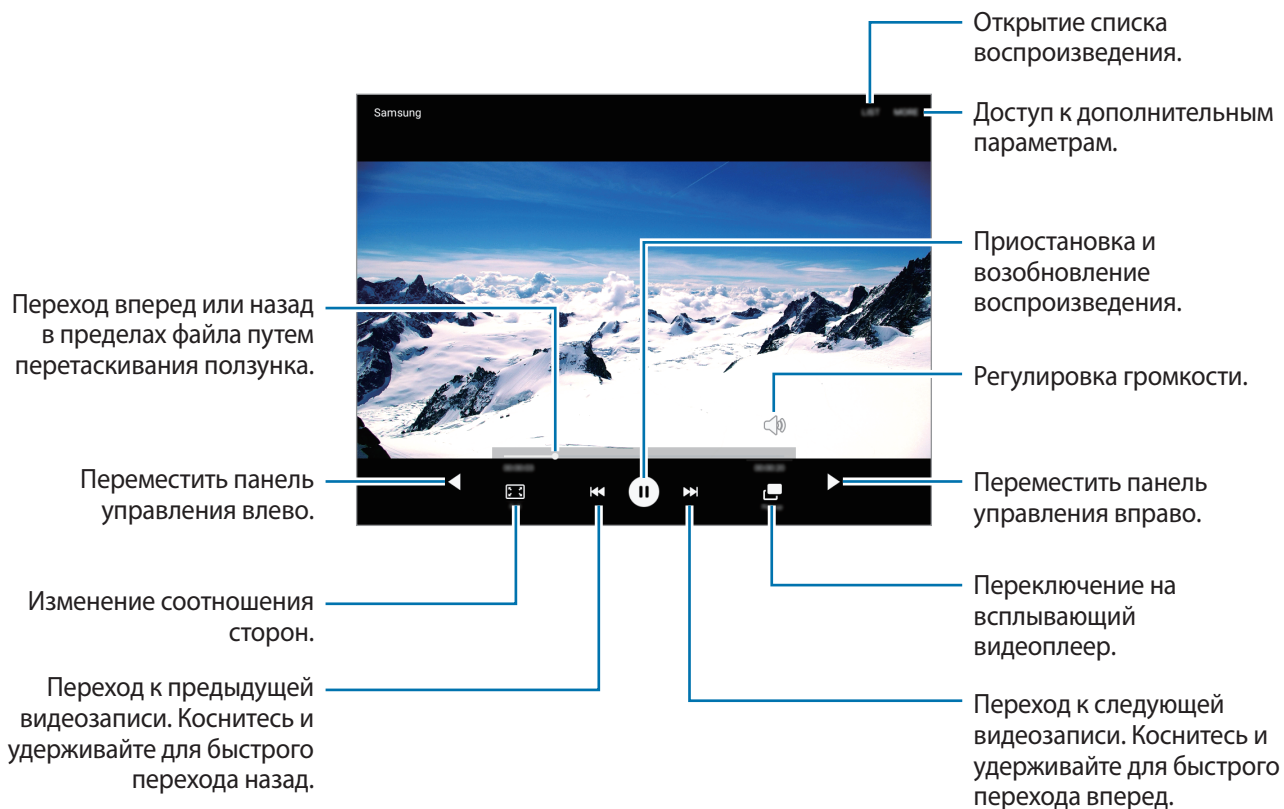 Открытие списка
воспроизведения.
Samsung
LIST MORE
Доступ к дополнительным
параметрам.
Приостановка и
возобновление
воспроизведения.
Переход вперед или назад
в пределах файла путем
перетаскивания ползунка.
Регулировка громкости.
Переместить панель
управления влево.
Переместить панель
управления вправо.
Изменение соотношения
сторон.
Переключение на
всплывающий
видеоплеер.
Переход к предыдущей
видеозаписи. Коснитесь и
удерживайте для быстрого
перехода назад.
Переход к следующей
видеозаписи. Коснитесь и
удерживайте для быстрого
перехода вперед.